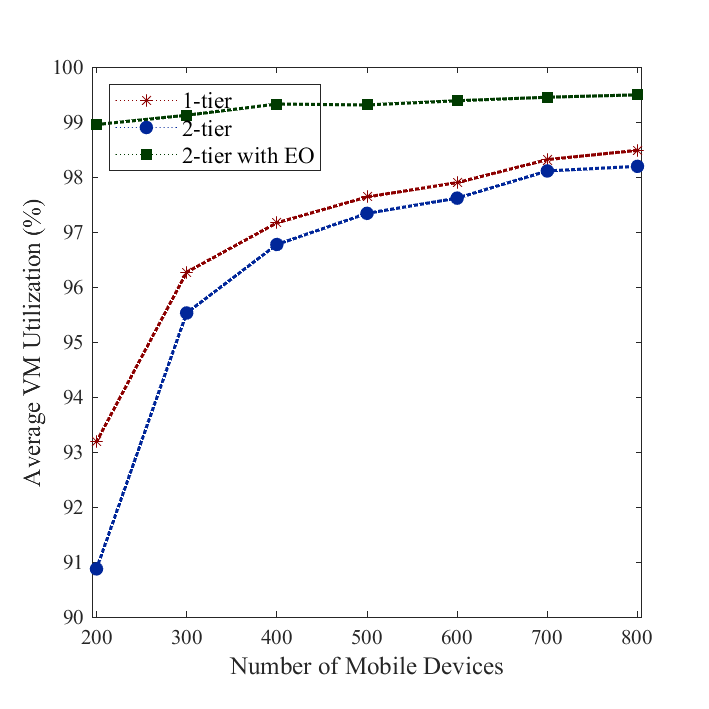 100
99
98
97
96
95
94
93
92
91
90
Average VM Utilization (%)
1-tier
2-tier
2-tier with EO
200 300 400 500 600 700 800
Number of Mobile Devices